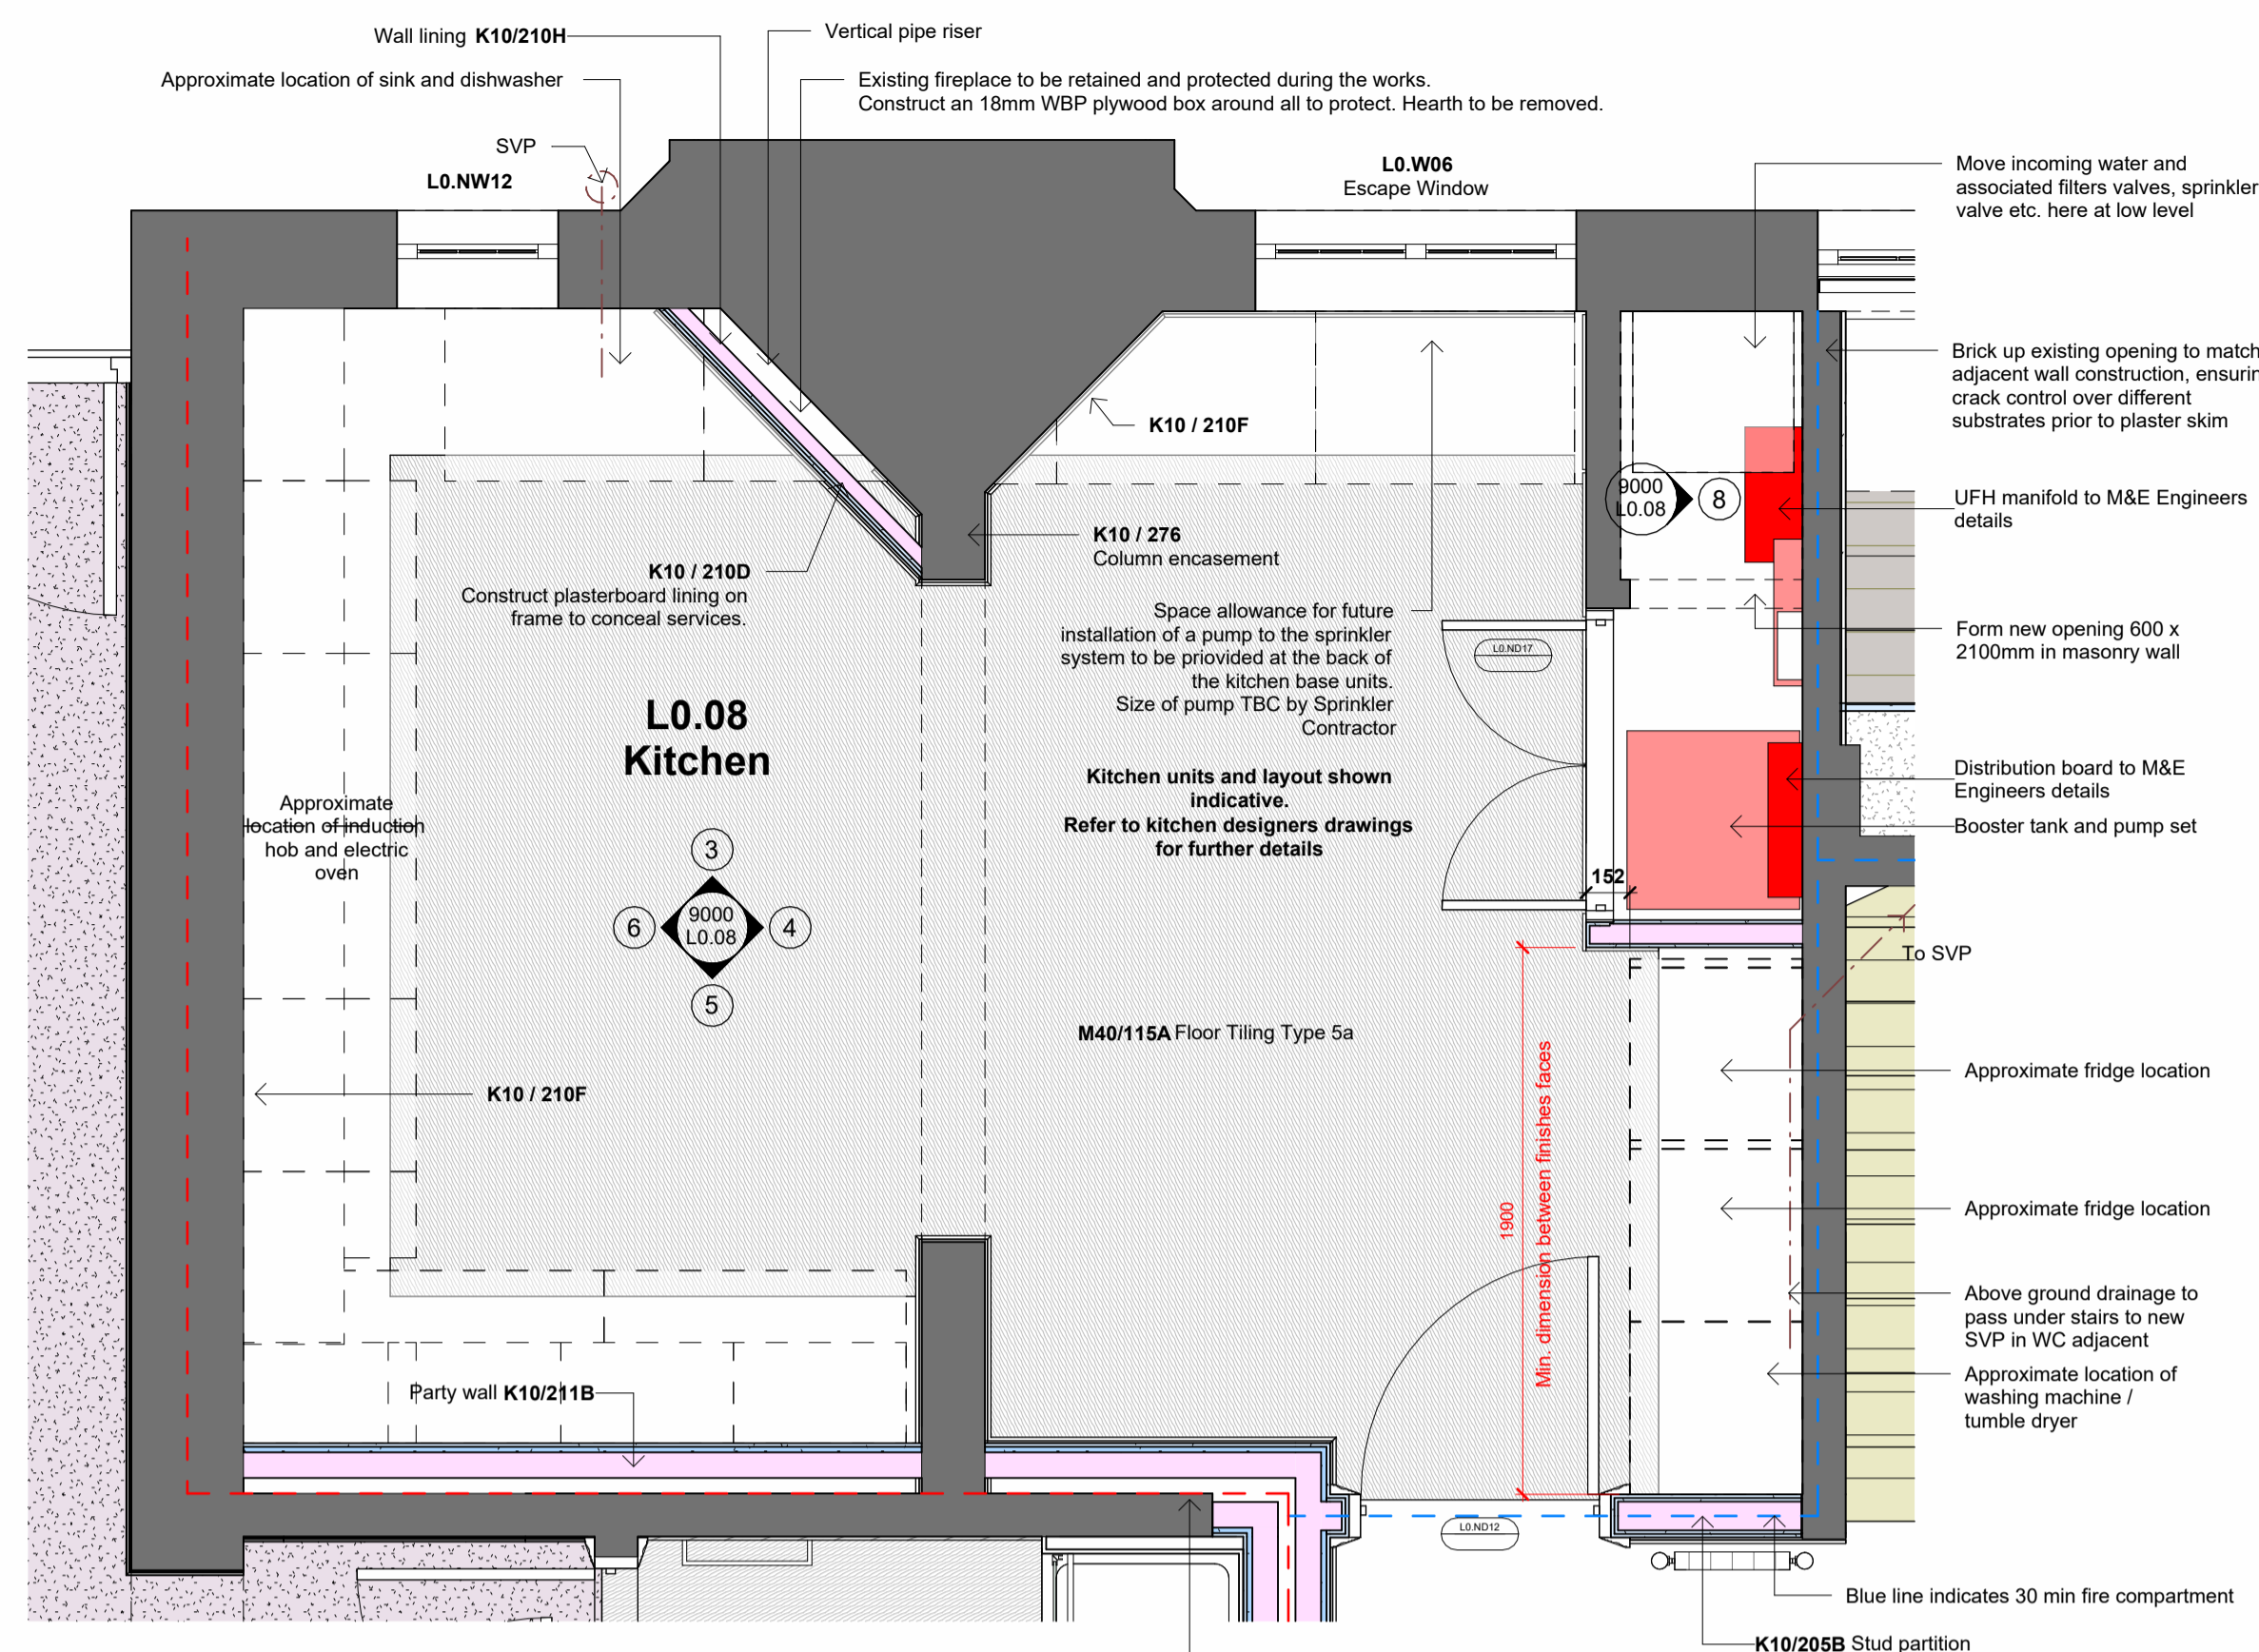 Wall lining K10/210H
Vertical pipe riser
Approximate location of sink and dishwasher
Existing fireplace to be retained and protected during the works.
Construct an 18mm WBP plywood box around all to protect. Hearth to be removed.
SVP
L0.NW12
L0.W06
Escape Window
Move incoming water and
associated filters valves, sprinkler
valve etc. here at low level
Brick up existing opening to match
adjacent wall construction, ensurin
crack control over different
substrates prior to plaster skim
K10 / 210F
9000
L0.08
8
UFH manifold to M&E Engineers
details
K10 / 276
Column encasement
K10 / 210D
Construct plasterboard lining on
frame to conceal services.
Space allowance for future
installation of a pump to the sprinkler
system to be priovided at the back of
the kitchen base units.
Size of pump TBC by Sprinkler
Contractor
L0.ND17
Form new opening 600 x
2100mm in masonry wall
L0.08
Kitchen
Kitchen units and layout shown
indicative.
Refer to kitchen designers drawings
for further details
Distribution board to M&E
Engineers details
Booster tank and pump set
Approximate
location of induction
hob and electric
oven
3
6
9000
L0.08
4
5
152
To SVP
M40/115A Floor Tiling Type 5a
Approximate fridge location
K10 / 210F
1900
Min. dimension between finishes faces
Approximate fridge location
Above ground drainage to
pass under stairs to new
SVP in WC adjacent
Approximate location of
washing machine /
tumble dryer
Party wall K10/211B
L0.ND12
Blue line indicates 30 min fire compartment
K10/205B Stud partition